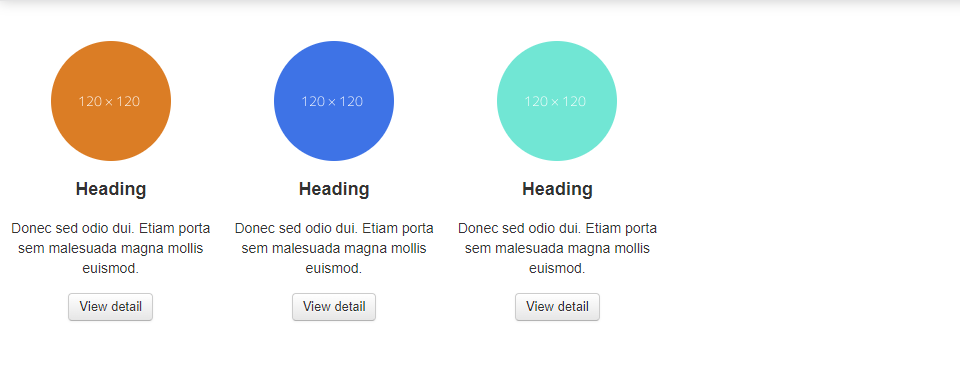 120 × 120
Heading
Donec sed odio dui. Etiam porta
sem malesuada magna mollis
euismod.
View detail
120 × 120
Heading
Donec sed odio dui. Etiam porta
sem malesuada magna mollis
euismod.
View detail
120 × 120
Heading
Donec sed odio dui. Etiam porta
sem malesuada magna mollis
euismod.
View detail